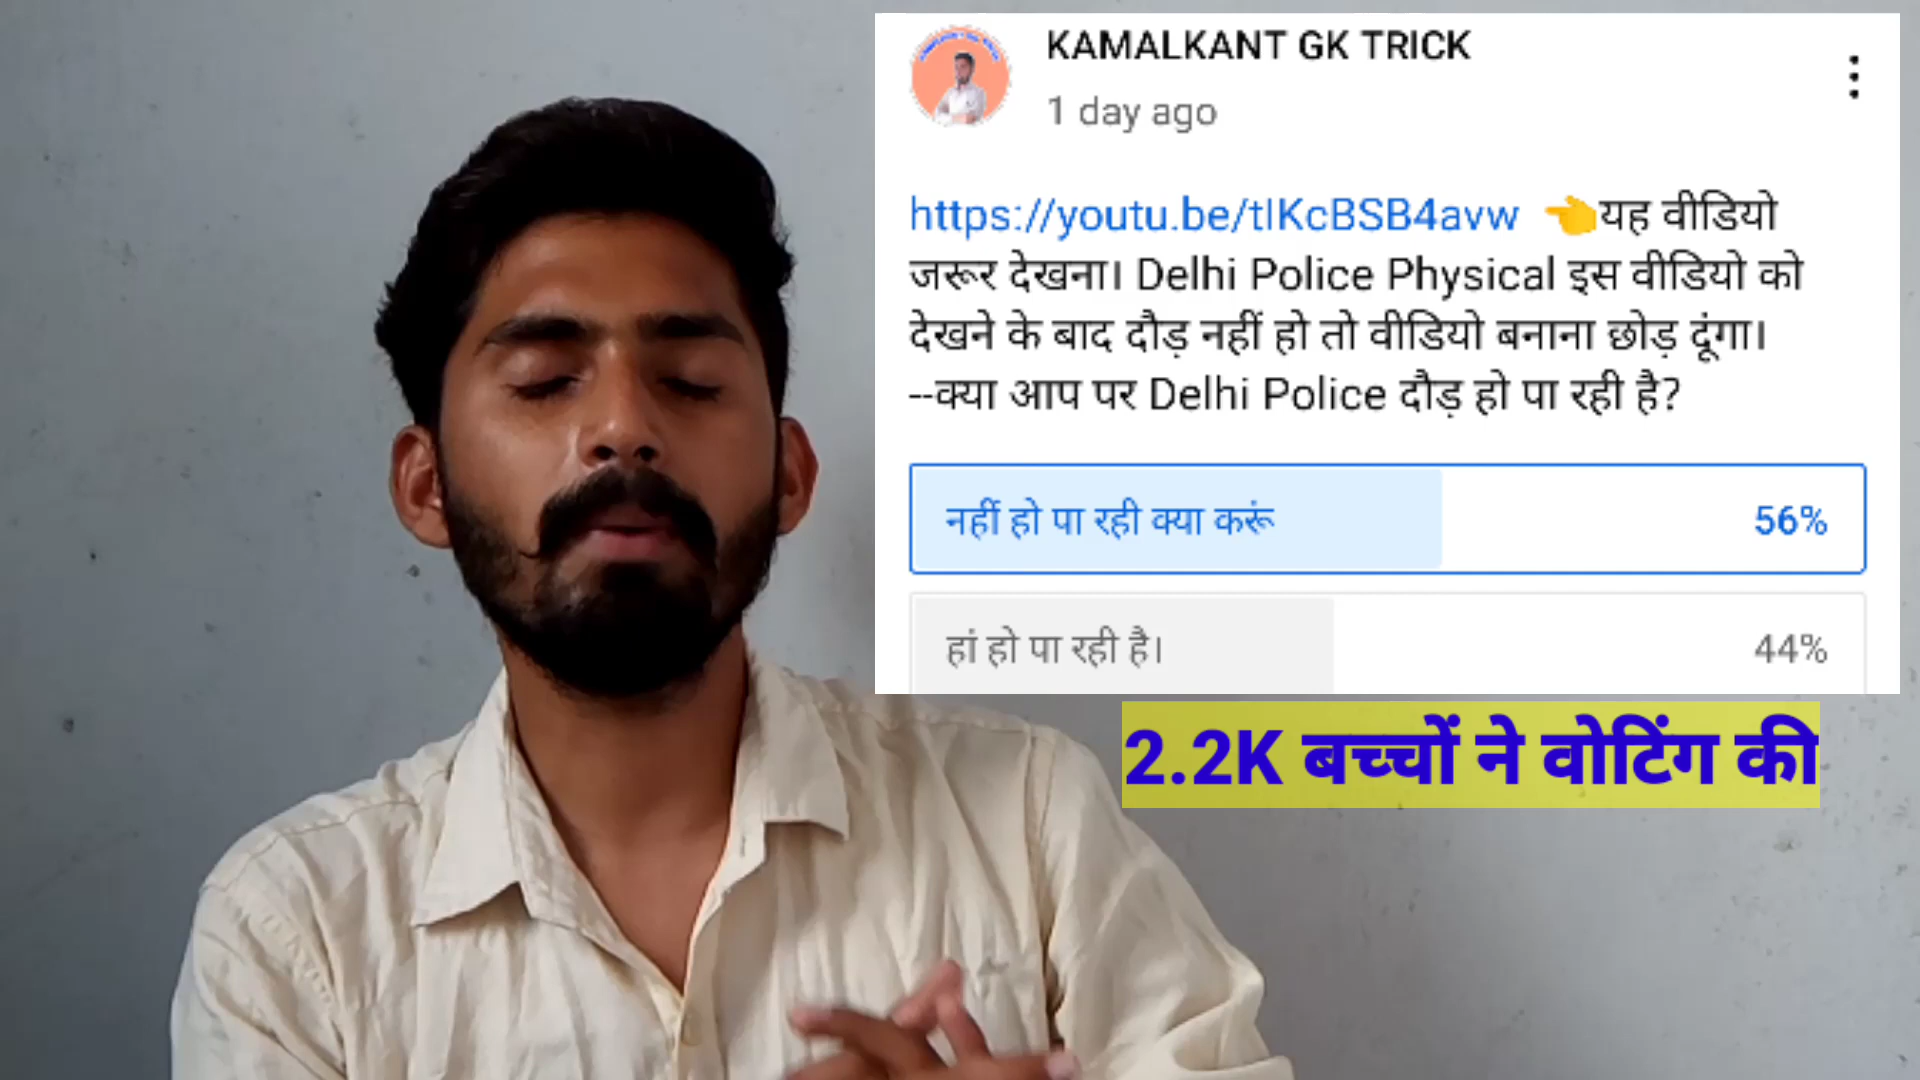 KAMALKANT GK TRICK
1 day ago
https://youtu.be/tIKcBSB4avw 👈यह वीडियो
जरूर देखना। Delhi Police Physical इस वीडियो को
देखने के बाद दौड़ नहीं हो तो वीडियो बनाना छोड़ दूंगा।
--क्या आप पर Delhi Police दौड़ हो पा रही है?
नहीं हो पा रही क्या करूं 56%
हां हो पा रही है। 44%
2.2K बच्चों ने वोटिंग की